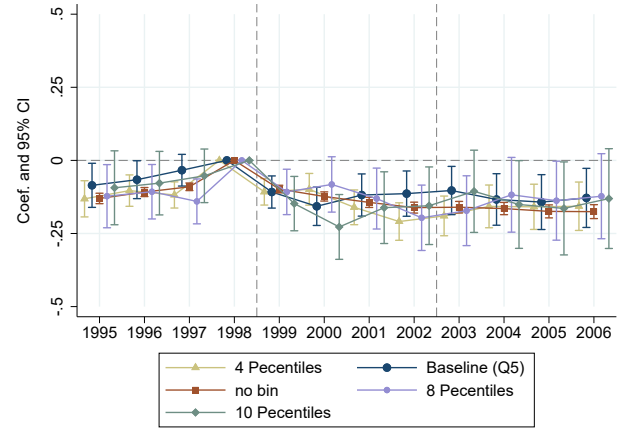 .5
.25
0
-.25
-.5
Coef. and 95% CI
1995 1996 1997 1998 1999 2000 2001 2002 2003 2004 2005 2006
4 Pecentiles Baseline (Q5)
no bin 8 Pecentiles
10 Pecentiles